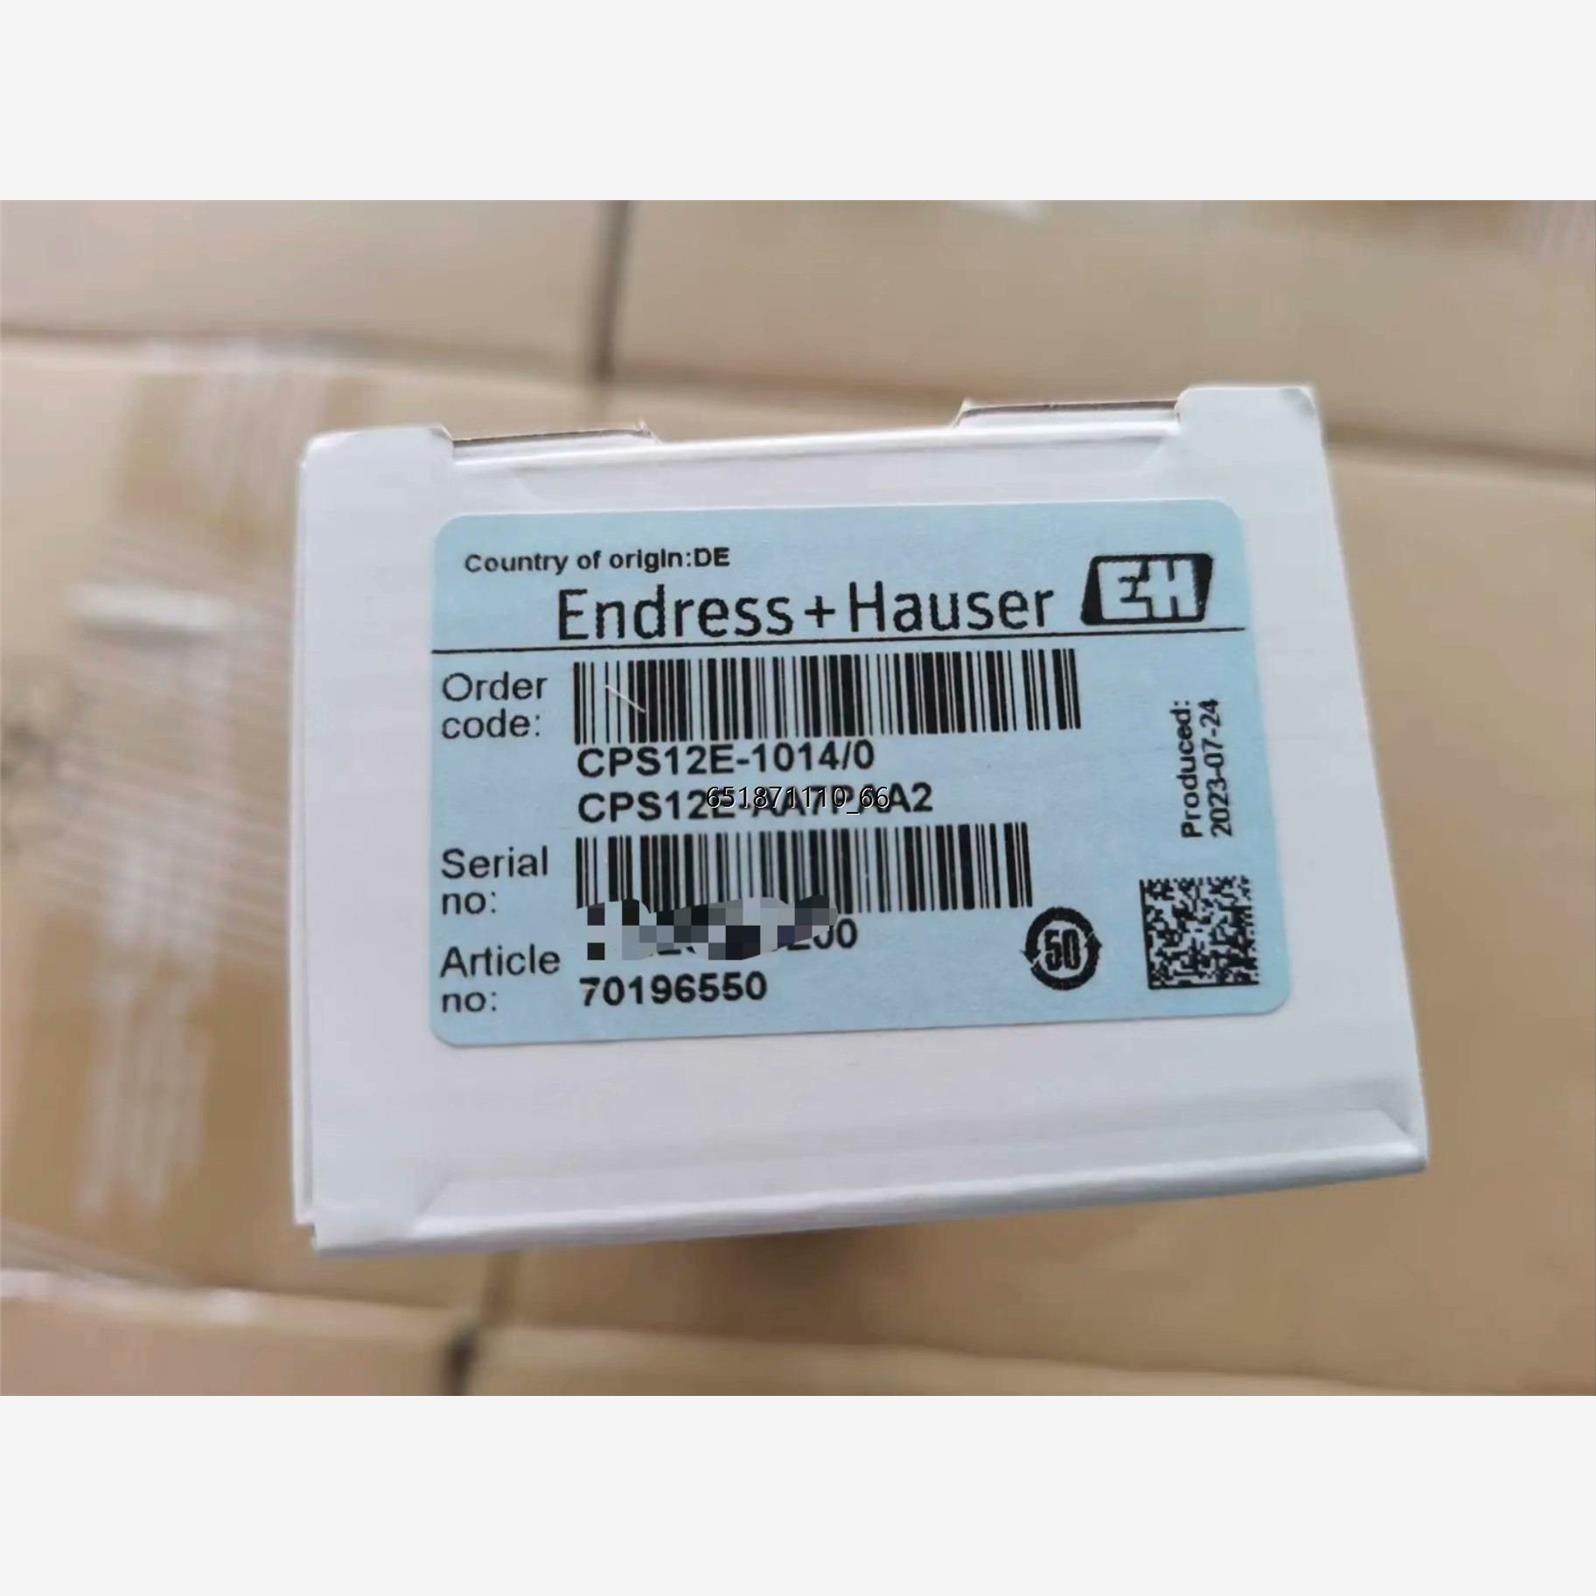 Country of origin:DE
Endress+Hauser EH
Order code:
CPS12E-1014/0
651871110_66
Produced: 2023-07-24
Serial no:
Article no:
70196550
50